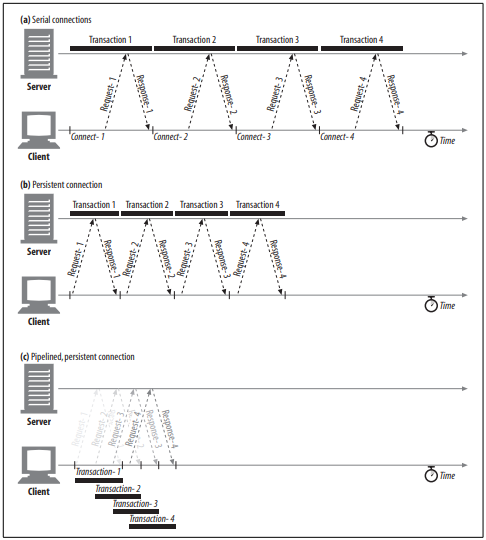 (a) Serial connections
Transaction 1 Transaction 2 Transaction 3 Transaction 4
Server
Request- 1 Response- 1 Request- 2 Response- 2 Request- 3 Response- 3 Request- 4 Response- 4
Connect- 1 Connect- 2 Connect- 3 Connect- 4 Time
Client
(b) Persistent connection
Transaction 1 Transaction 2 Transaction 3 Transaction 4
Server
Request- 1 Response- 1 Request- 2 Response- 2 Request- 3 Response- 3 Request- 4 Response- 4
Time
Client
(c) Pipelined, persistent connection
Server
Request- 1 Request- 2 Request- 3 Request- 4 Response- 3 Response- 4
Transaction- 1 Time
Client
Transaction- 2
Transaction- 3
Transaction- 4